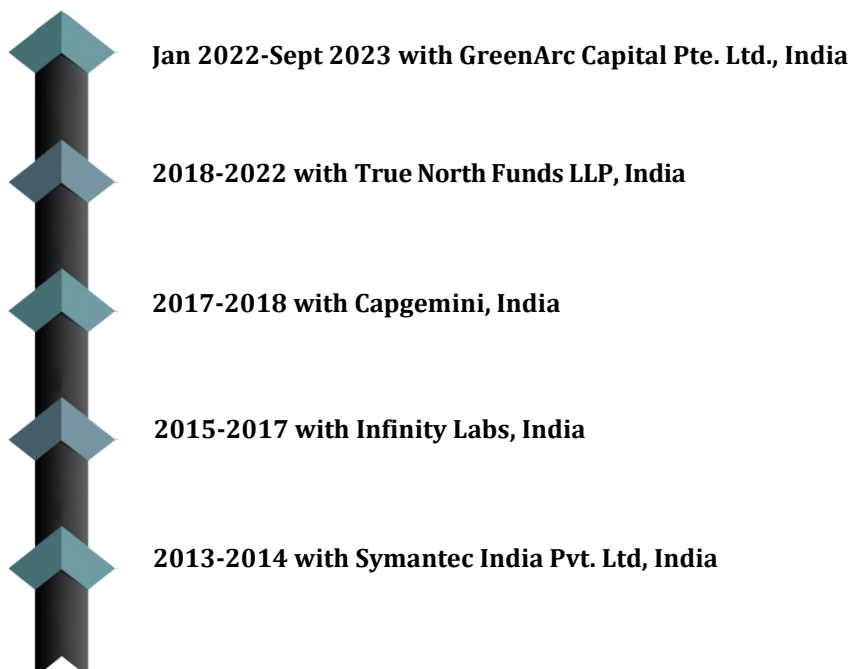 Jan 2022-Sept 2023 with GreenArc Capital Pte. Ltd., India
2018-2022 with True North Funds LLP, India
2017-2018 with Capgemini, India
2015-2017 with Infinity Labs, India
2013-2014 with Symantec India Pvt. Ltd, India